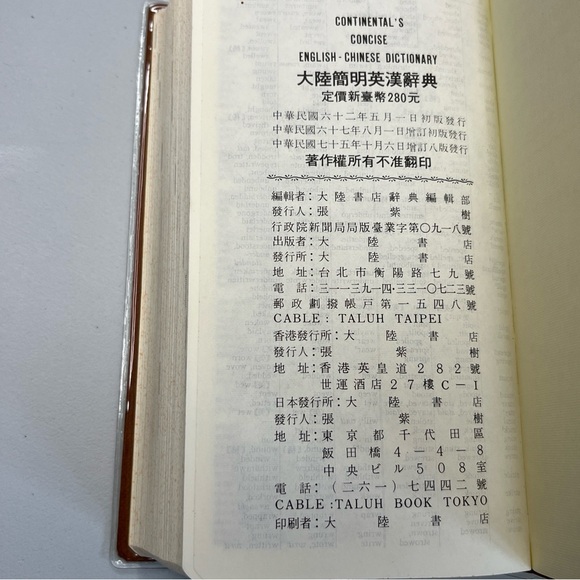 CONTINENTAL'S
CONCISE
ENGLISH-CHINESE DICTIONARY
大陸簡明英漢辭典
定價新臺幣280元
中華民國六十二年五月一日初版發行
中華民國六十七年八月一日增訂初版發行
中華民國七十五年十月六日增訂八版發行
著作權所有不准翻印
編輯者：大陸書店辭典編輯部
發行人：張紫樹
行政院新聞局局版臺業字第〇九一八號
出版者：大陸書店
發行所：大陸書店
地址：台北市衡陽路七九號
電話：三一一三九一四·三三一〇七二三號
郵政劃撥帳戶第一五四八號
CABLE: TALUH TAIPEI
香港發行所：大陸書店
發行人：張紫樹
地址：香港英皇道282號
世運酒店27樓C-1
日本發行所：大陸書店
發行人：張紫樹
地址：東京都千代田區
飯田橋4-4-8
中央ビル508室
電話：（二六一）七四四二號
CABLE:TALUH BOOK TOKYO
印刷者：大陸書店